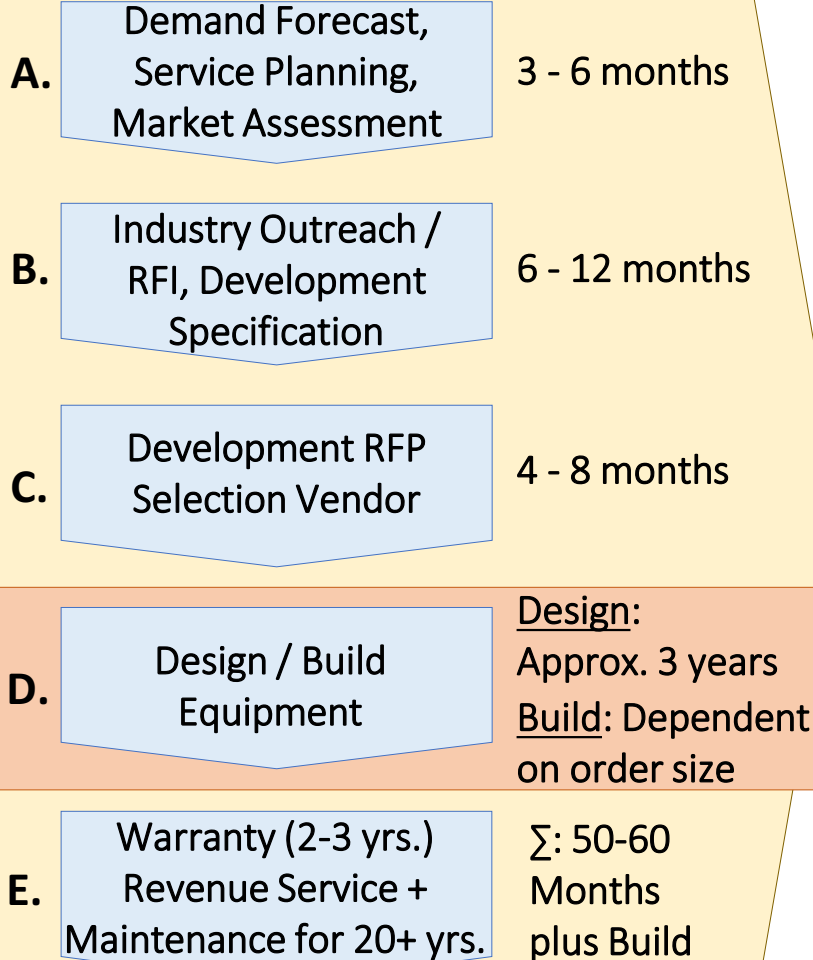 A.
Demand Forecast,
Service Planning,
Market Assessment
3 - 6 months
B.
Industry Outreach /
RFI, Development
Specification
6 - 12 months
C.
Development RFP
Selection Vendor
4 - 8 months
D.
Design / Build
Equipment
Design:
Approx. 3 years
Build: Dependent
on order size
E.
Warranty (2-3 yrs.)
Revenue Service +
Maintenance for 20+ yrs.
∑: 50-60
Months
plus Build